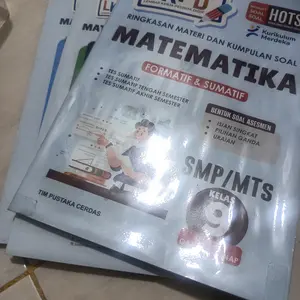 RINGKASAN MATERI DAN KUMPULAN SOAL
HOTS
Kurikulum
Merdeka
MATEMATIKA
FORMATIF & SUMATIF
* TES SUMATIF
* TES SUMATIF TENGAH SEMESTER
* TES SUMATIF AKHIR SEMESTER
BENTUK SOAL ASESMEN
ISIAN SINGKAT
PILIHAN GANDA
URAIAN
SMP/MTS
KELAS
9
TIM PUSTAKA CERDAS